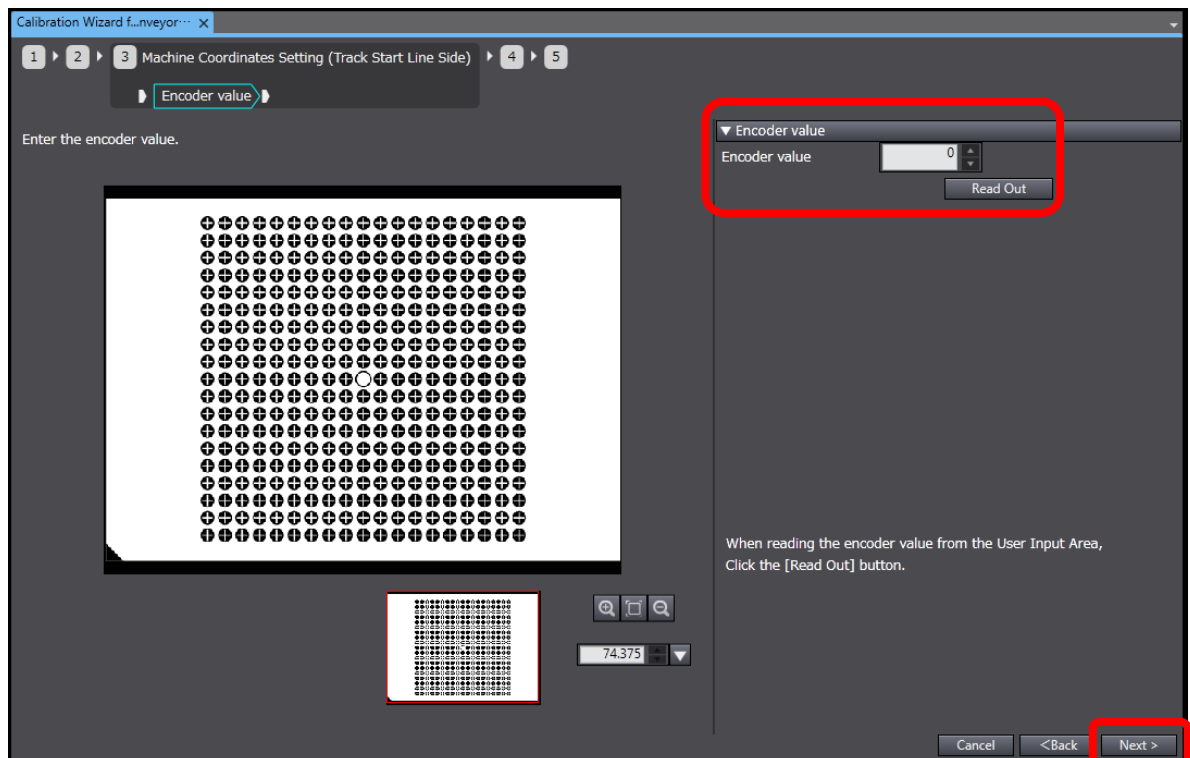 Calibration Wizard f...nveyor··· ×
1 2 3 Machine Coordinates Setting (Track Start Line Side) 4 5
Encoder value
Enter the encoder value.
▼ Encoder value
Encoder value 0
Read Out
When reading the encoder value from the User Input Area,
Click the [Read Out] button.
74.375
Cancel <Back Next >